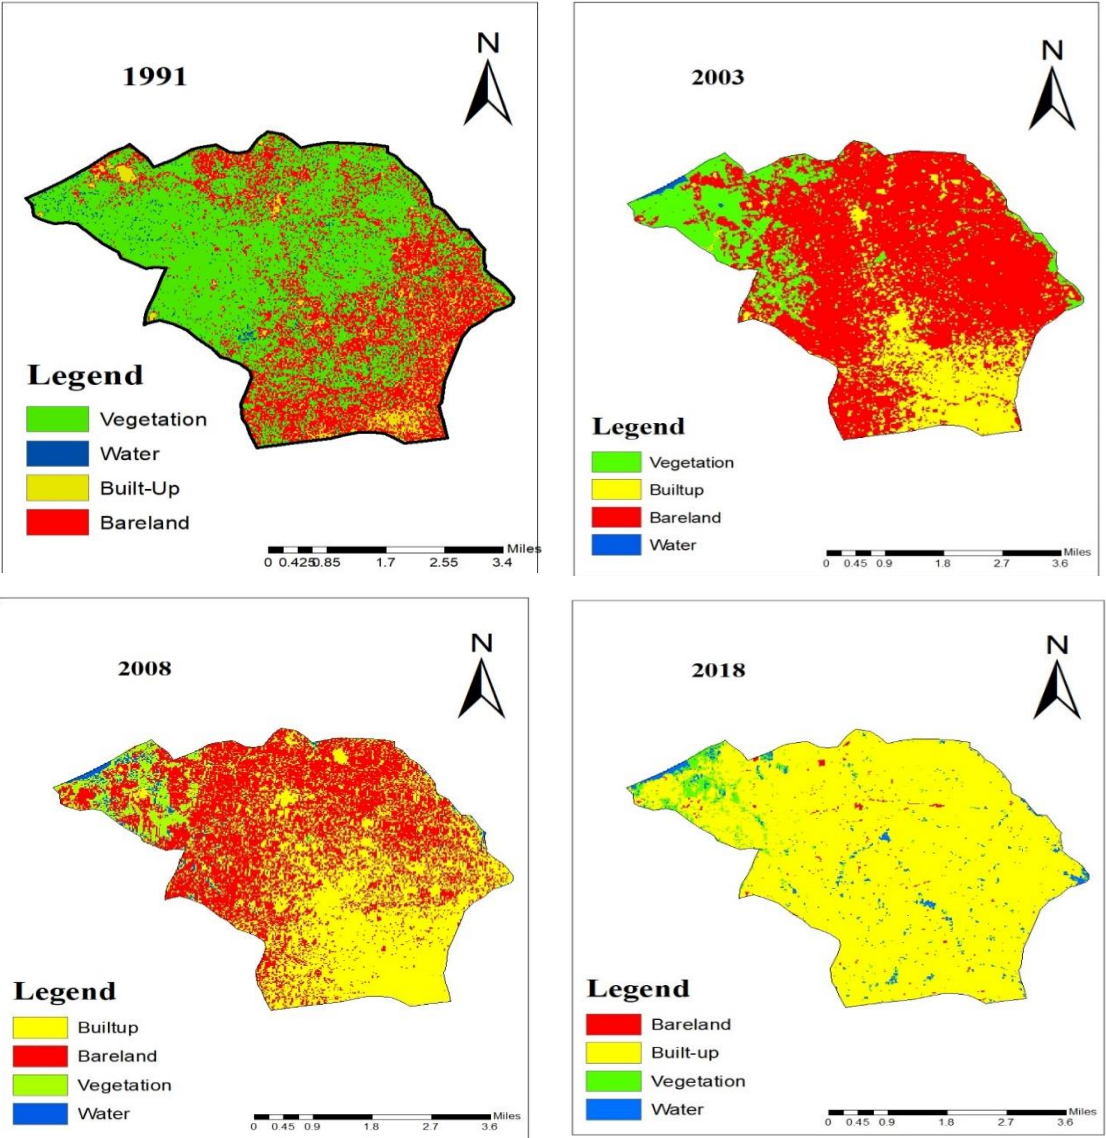 1991
N
Legend
Vegetation
Water
Built-Up
Bareland
Miles
0 0.425 0.85 1.7 2.55 3.4
2003
N
Legend
Vegetation
Builtup
Bareland
Water
Miles
0 0.45 0.9 1.8 2.7 3.6
2008
N
Legend
Builtup
Bareland
Vegetation
Water
Miles
0 0.45 0.9 1.8 2.7 3.6
2018
N
Legend
Bareland
Built-up
Vegetation
Water
Miles
0 0.45 0.9 1.8 2.7 3.6